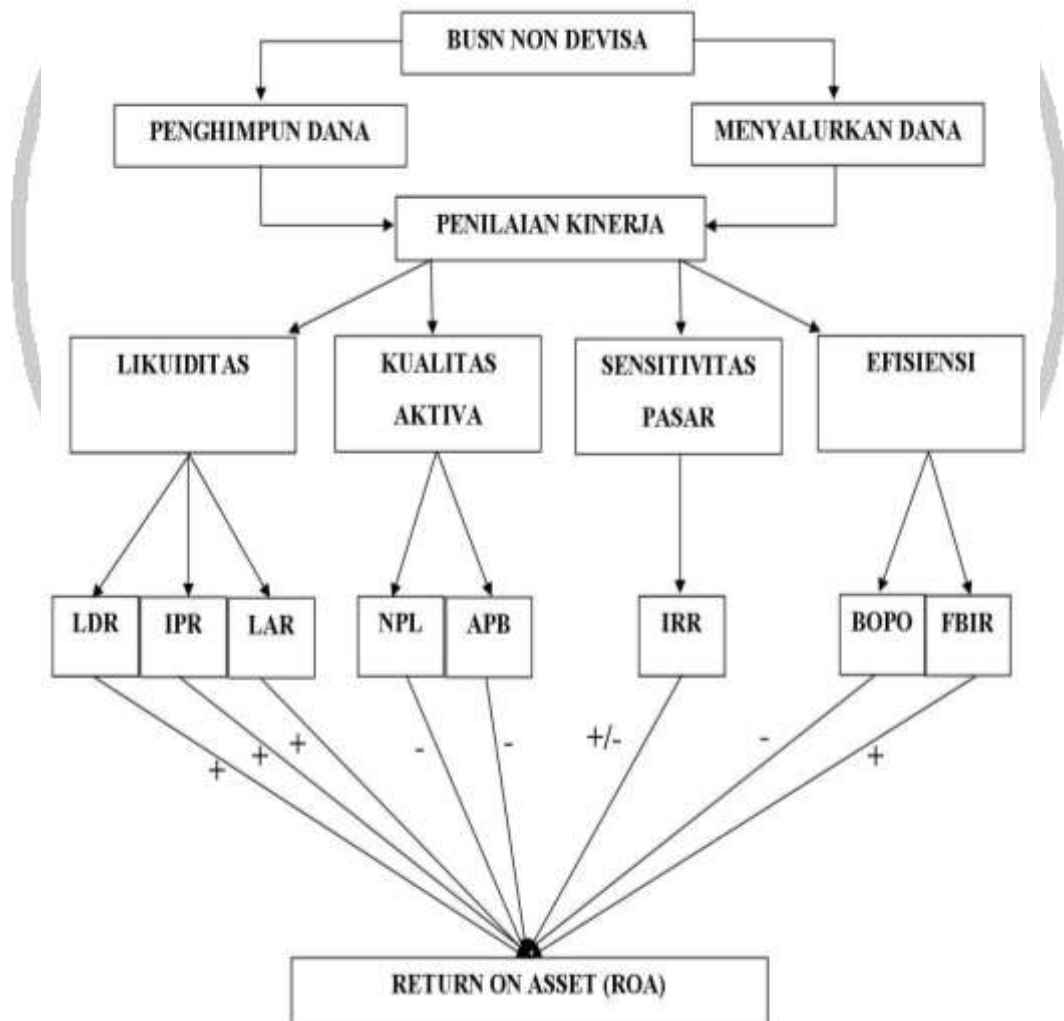 BUSN NON DEVISA
PENGHIMPUN DANA
MENYALURKAN DANA
PENILAIAN KINERJA
LIKUIDITAS
KUALITAS
AKTIVA
SENSITIVITAS
PASAR
EFISIENSI
LDR
IPR
LAR
NPL
APB
IRR
BOPO
FBIR
+
+
+
-
-
+/-
-
+
RETURN ON ASSET (ROA)